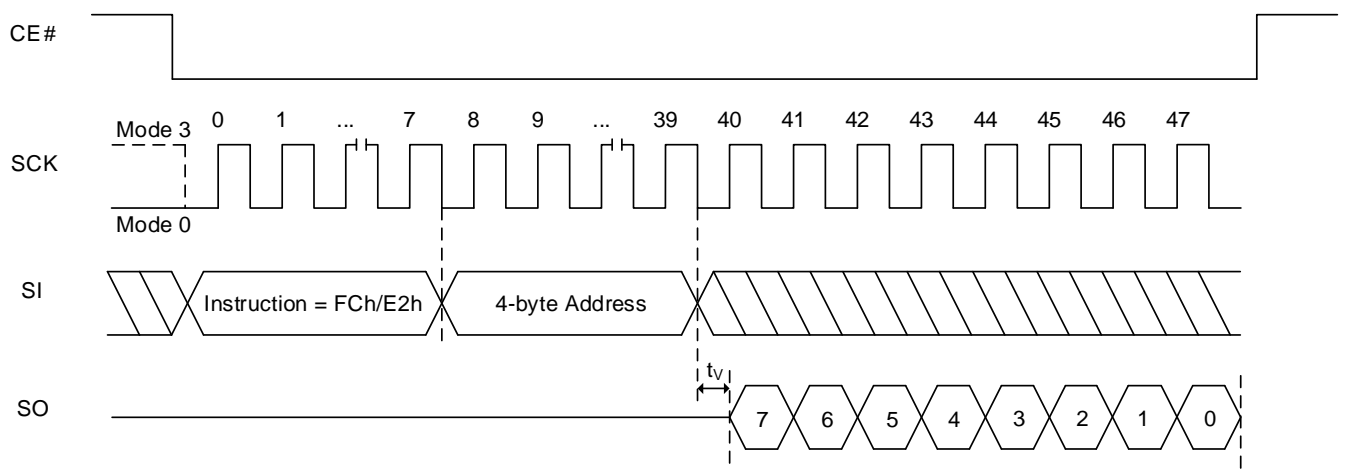 CE#
SCK
Mode 3
0 1 ... 7 8 9 ... 39 40 41 42 43 44 45 46 47
Mode 0
SI
Instruction = FCh/E2h
4-byte Address
tV
SO
7 6 5 4 3 2 1 0